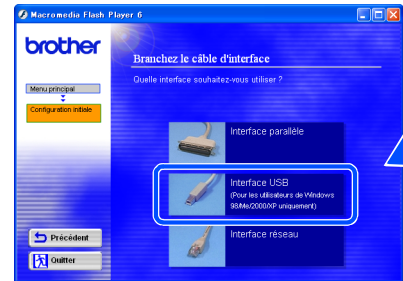 Macromedia Flash Player 6
brother
Branchez le câble d'interface
Quelle interface souhaitez-vous utiliser ?
Menu principal
Configuration initiale
Interface parallèle
Interface USB
(Pour les utilisateurs de Windows
98/Me/2000/XP uniquement)
Interface réseau
Précédent
Quitter